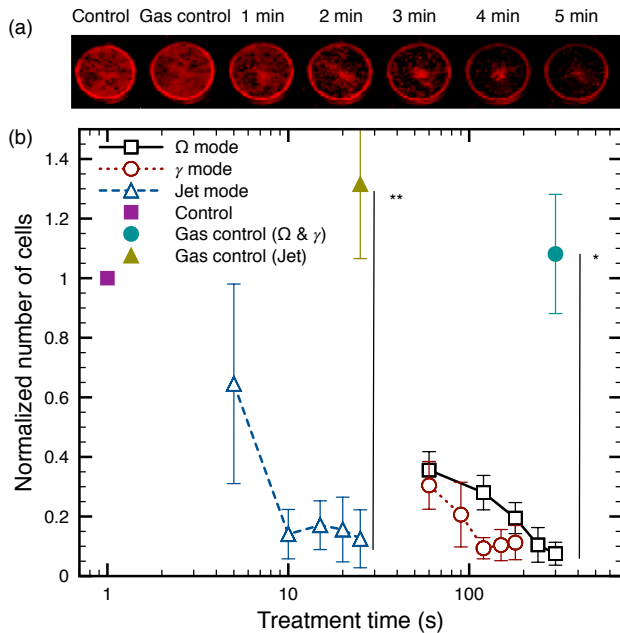 (a)
Control Gas control 1 min 2 min 3 min 4 min 5 min
(b)
Ω mode
γ mode
Jet mode
Control
Gas control (Ω & γ)
Gas control (Jet)
**
*
Normalized number of cells
1.4
1.2
1
0.8
0.6
0.4
0.2
0
1 10 100
Treatment time (s)